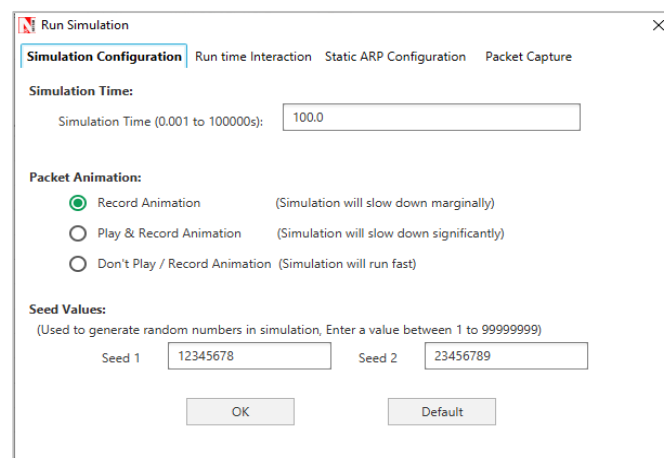 Run Simulation
Simulation Configuration Run time Interaction Static ARP Configuration Packet Capture
Simulation Time:
Simulation Time (0.001 to 100000s): 100.0
Packet Animation:
Record Animation (Simulation will slow down marginally)
Play & Record Animation (Simulation will slow down significantly)
Don't Play / Record Animation (Simulation will run fast)
Seed Values:
(Used to generate random numbers in simulation, Enter a value between 1 to 99999999)
Seed 1 12345678 Seed 2 23456789
OK Default